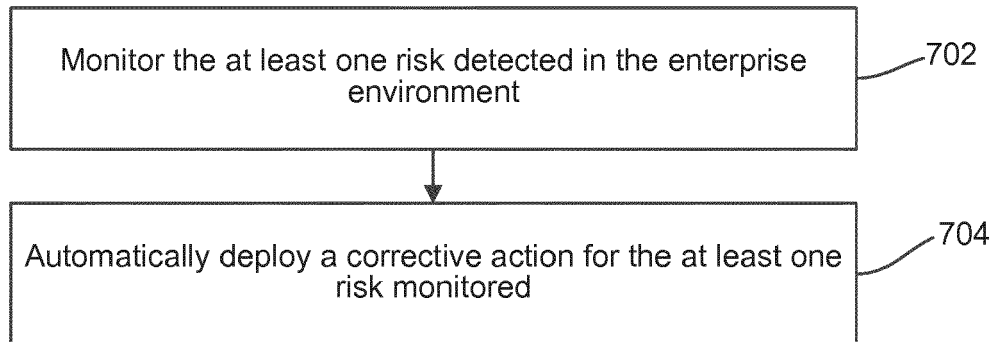 Monitor the at least one risk detected in the enterprise
environment
702
Automatically deploy a corrective action for the at least one
risk monitored
704